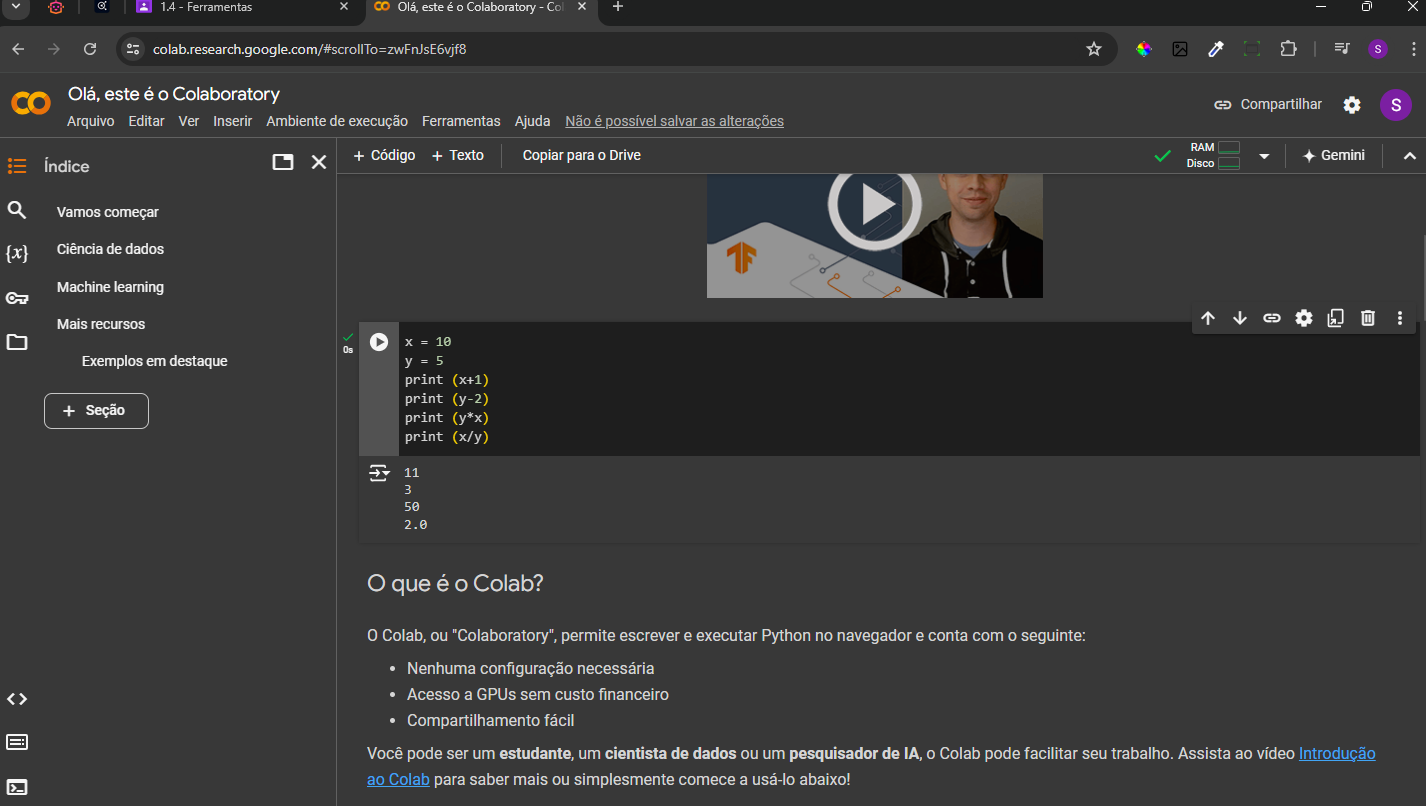 1.4 - Ferramentas
Olá, este é o Colaboratory - Col
colab.research.google.com/#scrollTo=zwFnJsE6vjf8
S
Olá, este é o Colaboratory
Compartilhar
S
Arquivo Editar Ver Inserir Ambiente de execução Ferramentas Ajuda Não é possível salvar as alterações
Índice
+ Código + Texto Copiar para o Drive
RAM
Disco
Gemini
Vamos começar
Ciência de dados
{x}
Machine learning
Mais recursos
Exemplos em destaque
+ Seção
0s
x = 10
y = 5
print (x+1)
print (y-2)
print (y*x)
print (x/y)
11
3
50
2.0
O que é o Colab?
O Colab, ou "Colaboratory", permite escrever e executar Python no navegador e conta com o seguinte:
• Nenhuma configuração necessária
• Acesso a GPUs sem custo financeiro
• Compartilhamento fácil
Você pode ser um estudante, um cientista de dados ou um pesquisador de IA, o Colab pode facilitar seu trabalho. Assista ao vídeo Introdução
ao Colab para saber mais ou simplesmente comece a usá-lo abaixo!